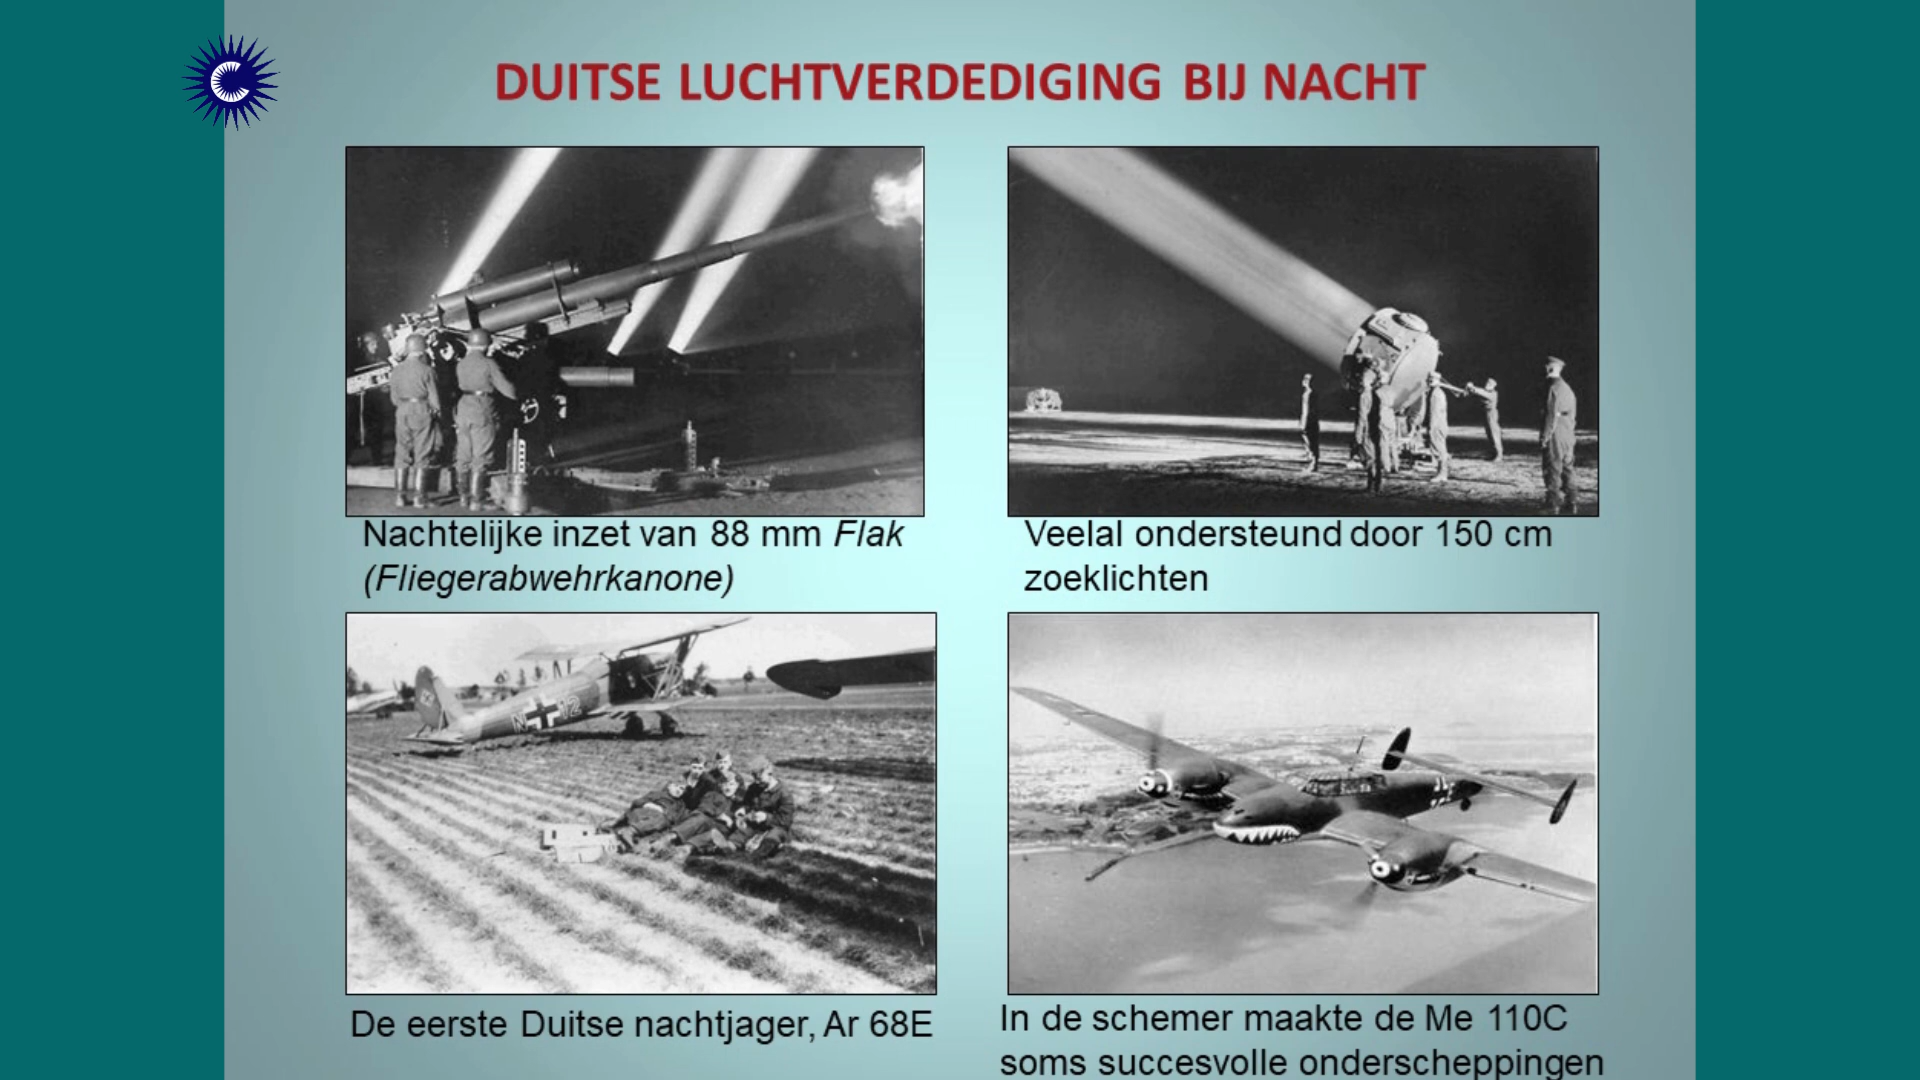 DUITSE LUCHTVERDEDIGING BIJ NACHT
Nachtelijke inzet van 88 mm Flak
(Fliegerabwehrkanone)
Veelal ondersteund door 150 cm
zoeklichten
N 12
De eerste Duitse nachtjager, Ar 68E
In de schemer maakte de Me 110C
soms succesvolle onderscheppingen